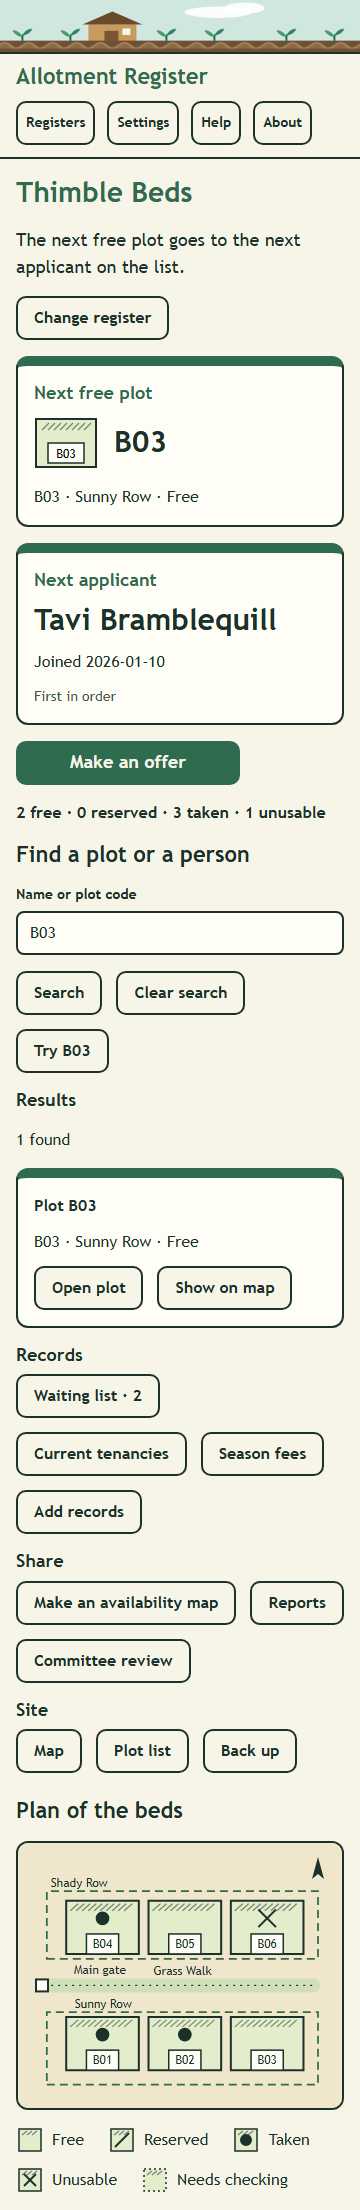 Allotment Register
Registers Settings Help About
Thimble Beds
The next free plot goes to the next
applicant on the list.
Change register
Next free plot
B03 B03
B03 · Sunny Row · Free
Next applicant
Tavi Bramblequill
Joined 2026-01-10
First in order
Make an offer
2 free · 0 reserved · 3 taken · 1 unusable
Find a plot or a person
Name or plot code
B03
Search Clear search
Try B03
Results
1 found
Plot B03
B03 · Sunny Row · Free
Open plot Show on map
Records
Waiting list · 2
Current tenancies Season fees
Add records
Share
Make an availability map Reports
Committee review
Site
Map Plot list Back up
Plan of the beds
Shady Row
B04 B05 B06
Main gate Grass Walk
Sunny Row
B01 B02 B03
Free Reserved Taken
Unusable Needs checking